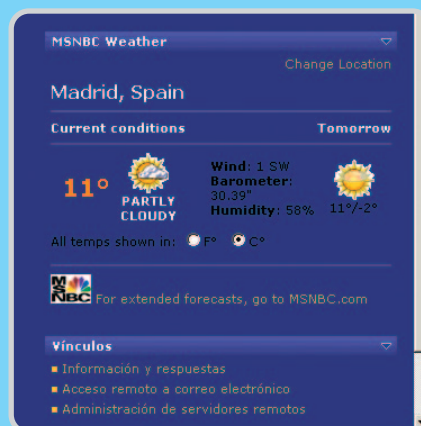 MSNBC Weather
Change Location
Madrid, Spain
Current conditions Tomorrow
11° PARTLY CLOUDY
Wind: 1 SW
Barometer:
30.39"
Humidity: 58%
11°/-2°
All temps shown in: F° C°
MSNBC For extended forecasts, go to MSNBC.com
Vínculos
Información y respuestas
Acceso remoto a correo electrónico
Administración de servidores remotos